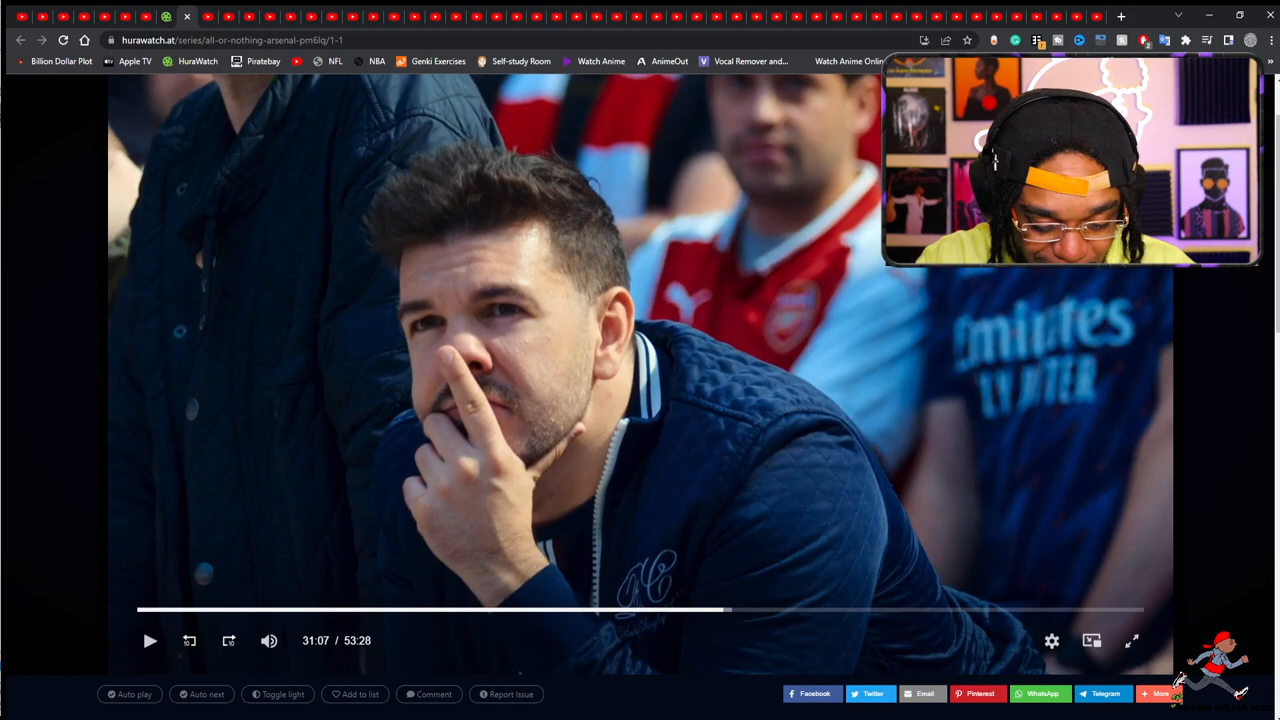 hurawatch.at/series/all-or-nothing-arsenal-pm6lq/1-1
Billion Dollar Plot Apple TV HuraWatch Piratebay NFL NBA Genki Exercises Self-study Room Watch Anime AnimeOut Vocal Remover and... Watch Anime Onlin
Emirates
FLY BETTER
31:07 / 53:28
Auto play Auto next Toggle light Add to list Comment Report Issue Facebook Twitter Email Pinterest WhatsApp Telegram More